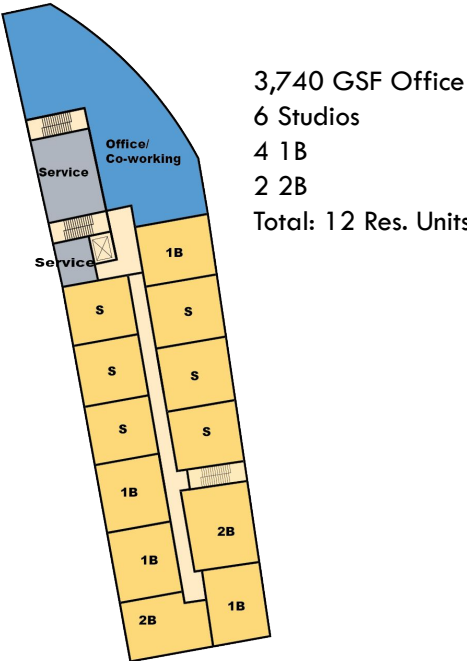 3,740 GSF Office
6 Studios
4 1B
2 2B
Total: 12 Res. Units
Office/
Co-working
Service
Service
1B
S
S
S
S
S
S
1B
2B
1B
2B
1B